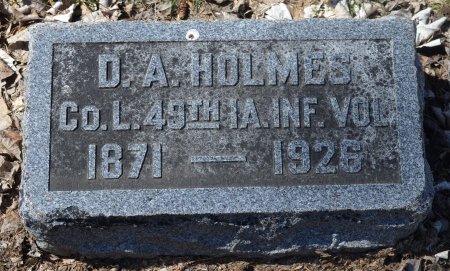 D. A. HOLMES
CO. L. 49TH IA. INF. VOL.
1871 — 1926